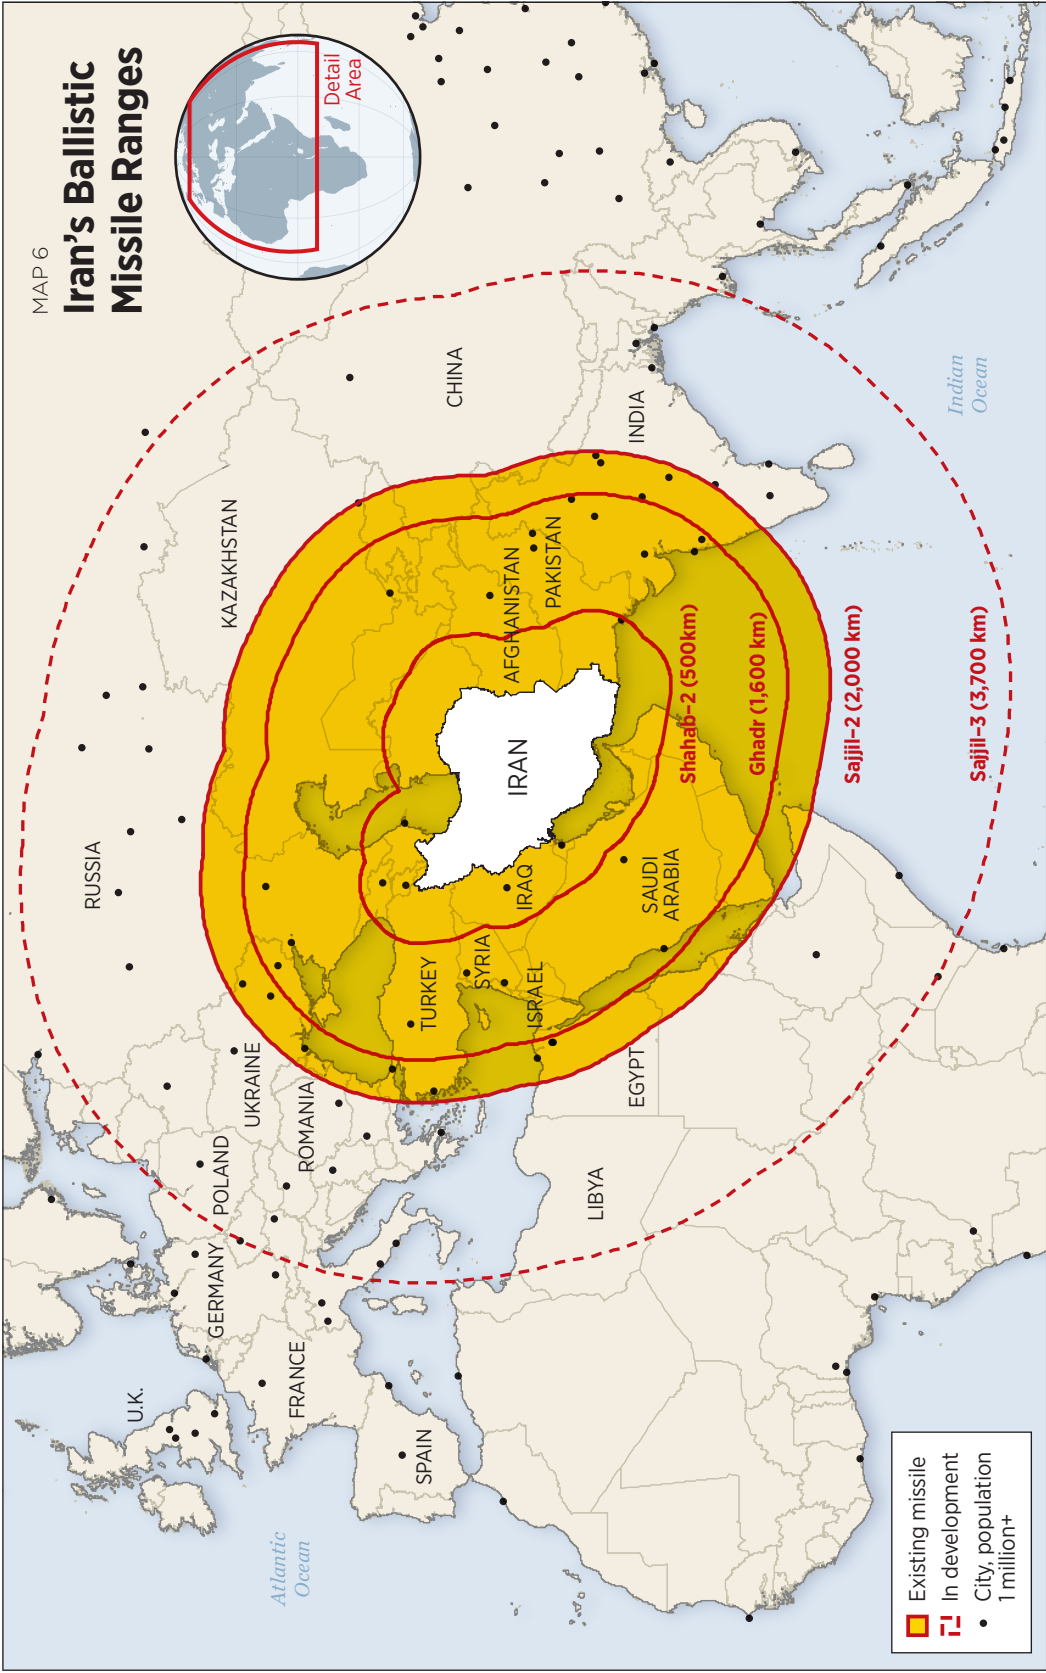 MAP 6
Iran's Ballistic
Missile Ranges
Detail
Area
U.K.
Atlantic
Ocean
FRANCE
SPAIN
GERMANY
POLAND
UKRAINE
ROMANIA
RUSSIA
KAZAKHSTAN
CHINA
INDIA
LIBYA
EGYPT
TURKEY
SYRIA
ISRAEL
IRAQ
IRAN
SAUDI
ARABIA
AFGHANISTAN
PAKISTAN
Shahab-2 (500km)
Ghadr (1,600 km)
Sajjil-2 (2,000 km)
Sajjil-3 (3,700 km)
Indian
Ocean
Existing missile
In development
City, population
1 million+